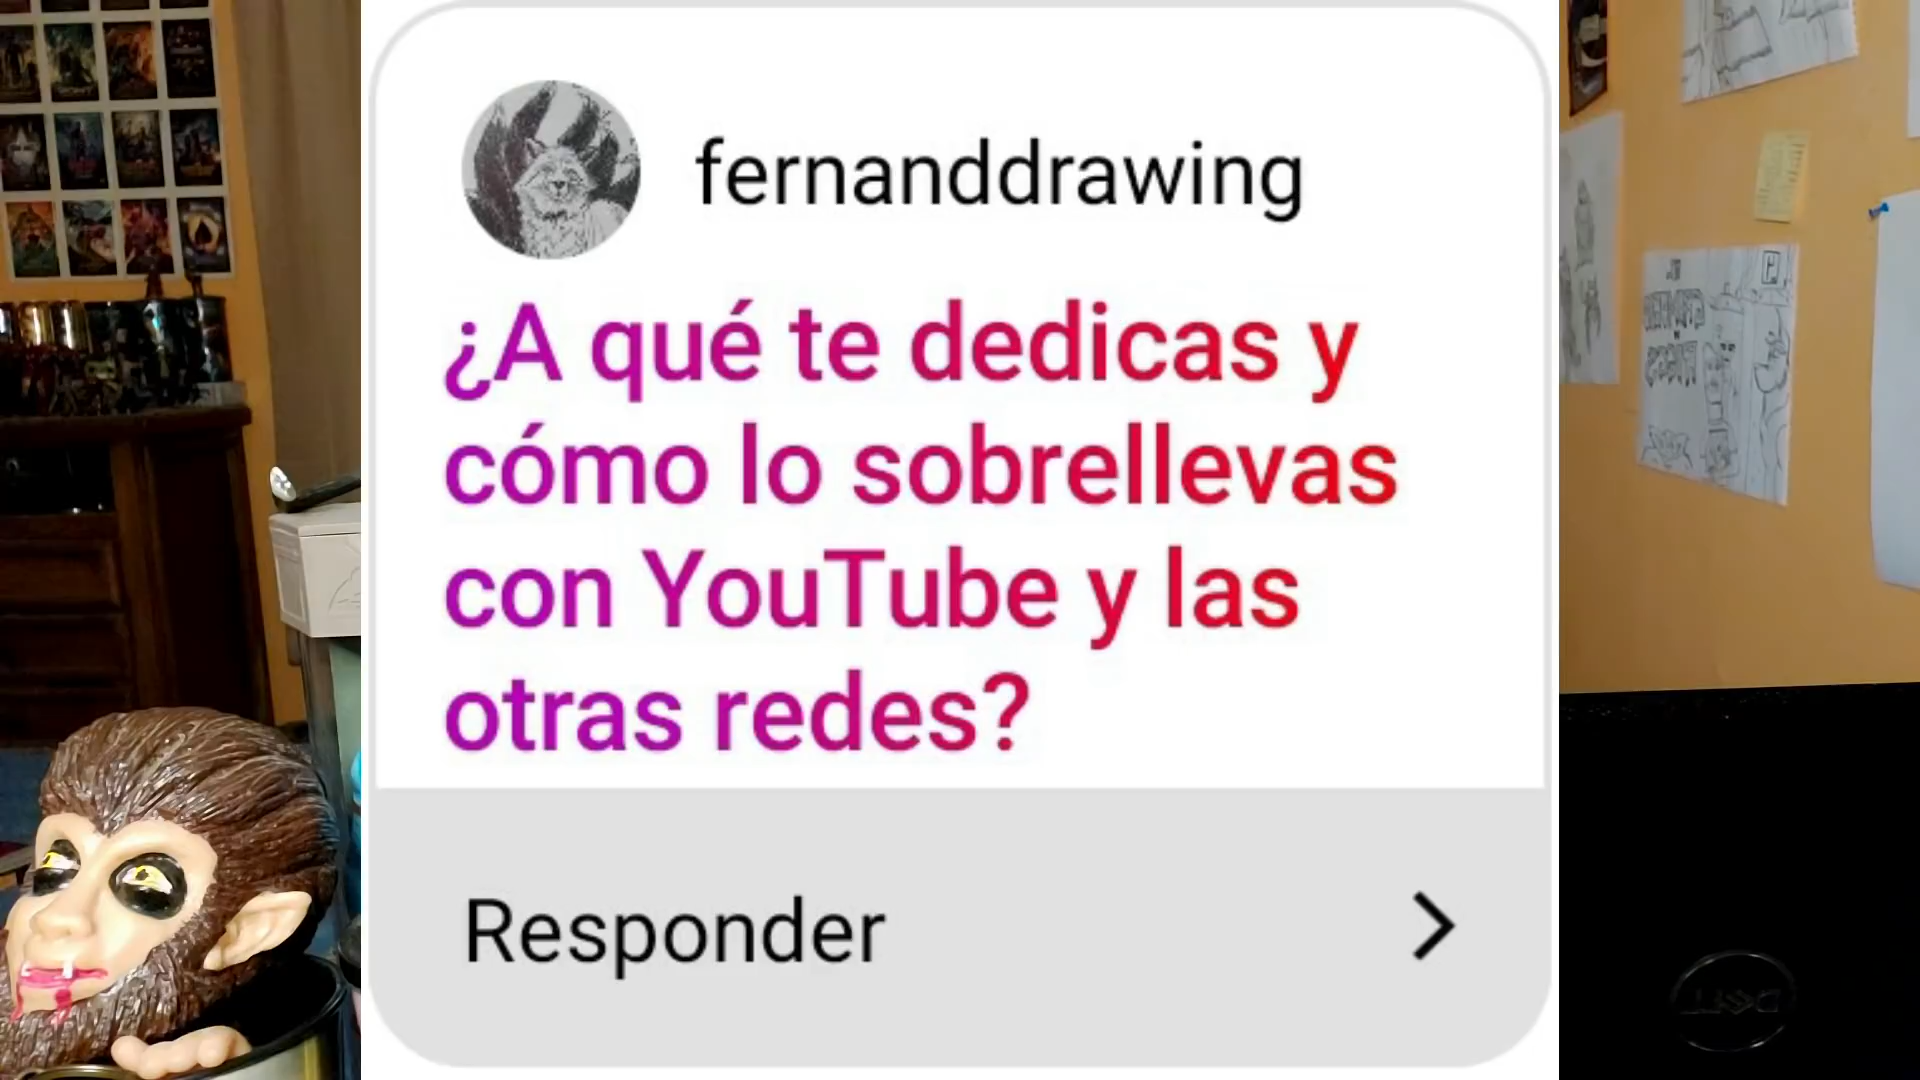 fernanddrawing
¿A qué te dedicas y
cómo lo sobrellevas
con YouTube y las
otras redes?
Responder